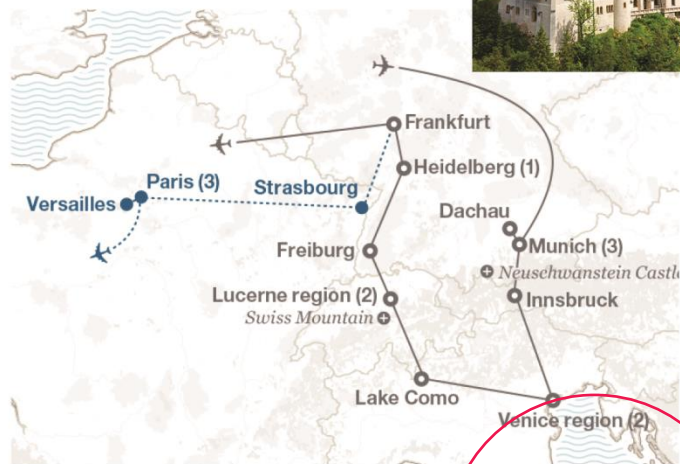 Frankfurt
Heidelberg (1)
Paris (3)
Strasbourg
Versailles
Dachau
Munich (3)
Freiburg
Neuschwanstein Castle
Lucerne region (2)
Innsbruck
Swiss Mountain
Lake Como
Venice region (2)